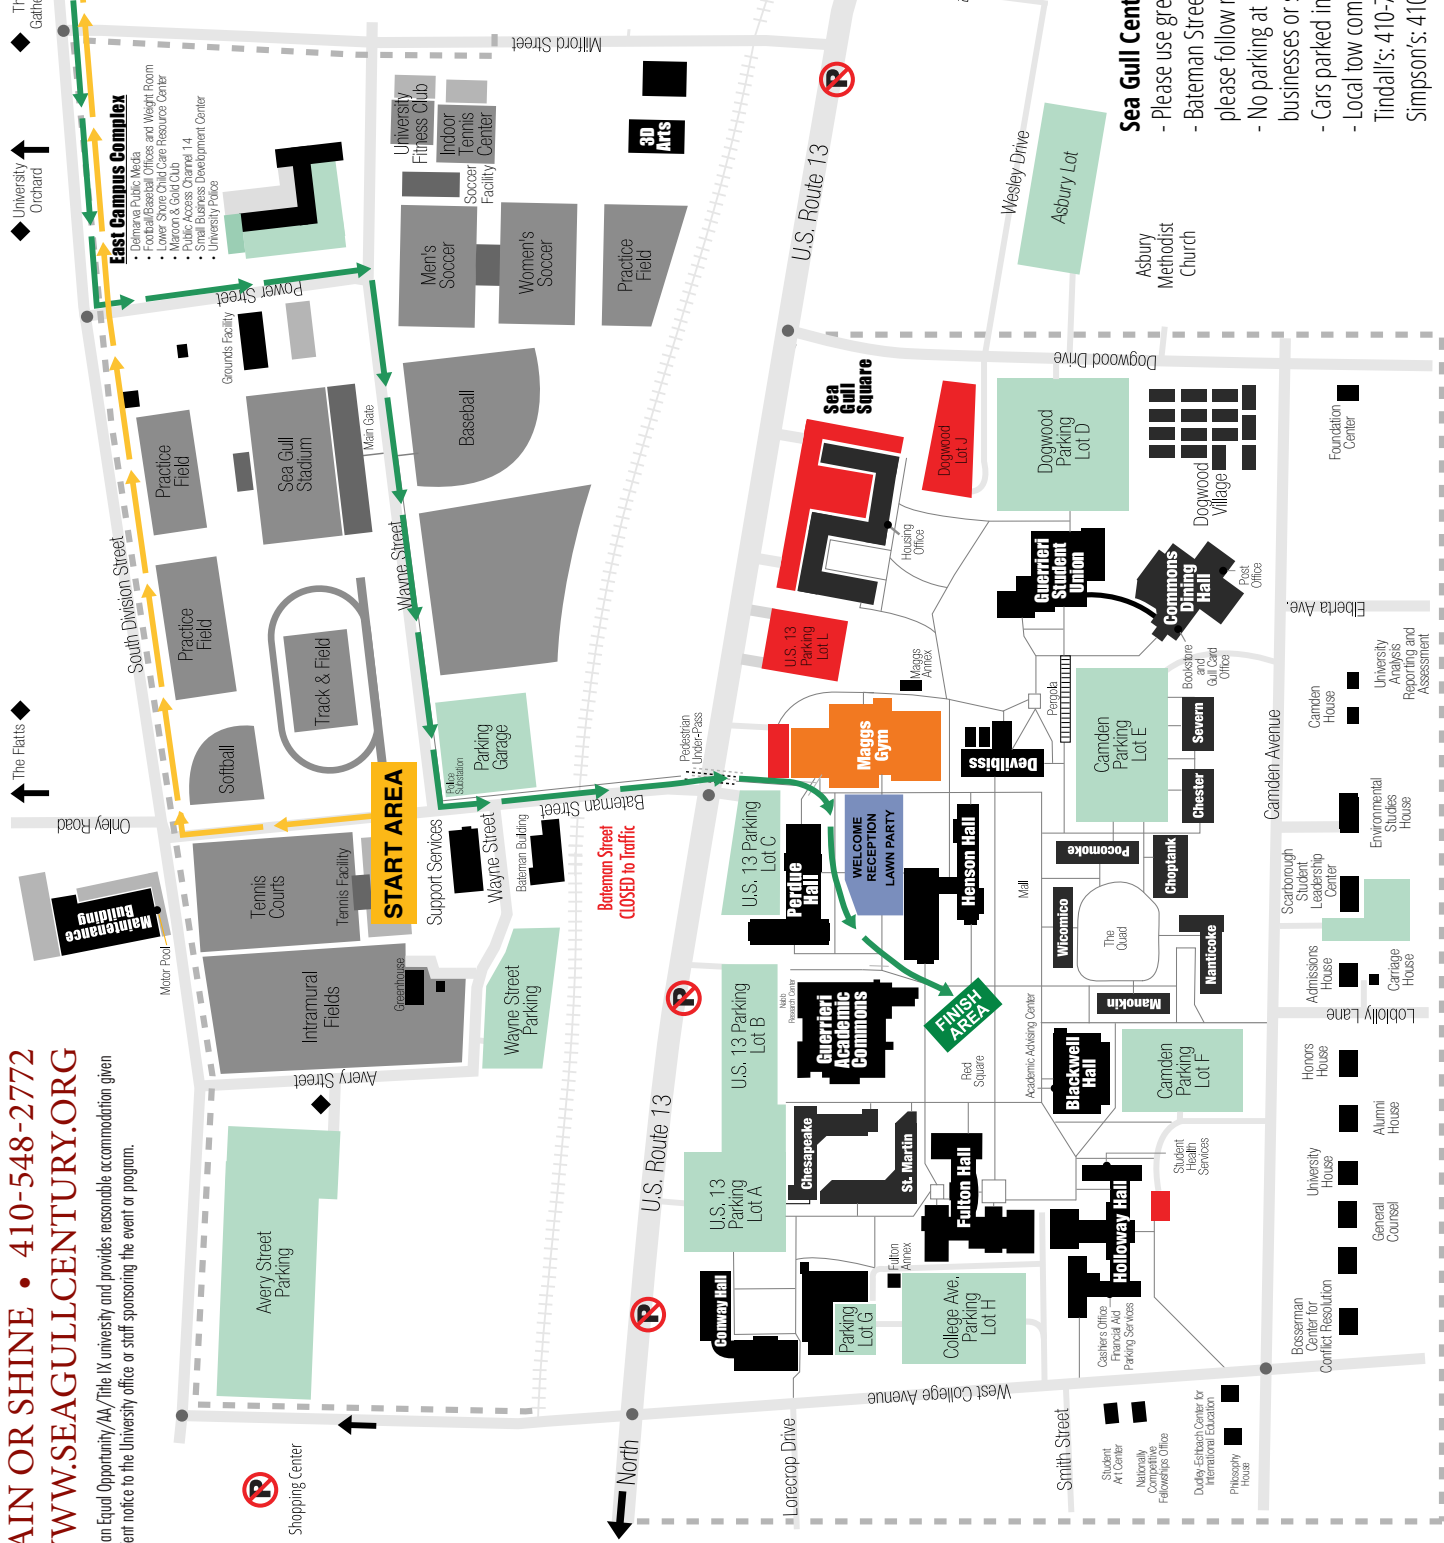 AIN OR SHINE • 410-548-2772
WWW.SEAGULLCENTURY.ORG
an Equal Opportunity/AA/Title IX university and provides reasonable accommodation given
ent notice to the University office or staff sponsoring the event or program.
Shopping Center
North
Avery Street
Parking
Avery Street
Motor Pool
Maintenance
Building
Onley Road
The Flatts
University
Orchard
Th
Gathe
Intramural
Fields
Greenhouse
Tennis
Courts
Tennis Facility
START AREA
Softball
Track & Field
Practice
Field
Practice
Field
South Division Street
Sea Gull
Stadium
Main Gate
Grounds Facility
Power Street
East Campus Complex
• Delmarva Public Media
• Football/Baseball Offices and Weight Room
• Lower Shore Child Care Resource Center
• Maroon & Gold Club
• Public Access Channel 14
• Small Business Development Center
• University Police
Milford Street
University
Fitness Club
Indoor
Tennis
Center
Soccer
Facility
3D
Arts
Men's
Soccer
Women's
Soccer
Practice
Field
Baseball
Wayne Street
Parking
Garage
Police
Substation
Support Services
Wayne Street
Bateman Building
Bateman Street
Wayne Street
Parking
Bateman Street
CLOSED to Traffic
Pedestrian
Under-Pass
U.S. Route 13
U.S. Route 13
U.S. 13
Parking
Lot A
U.S. 13 Parking
Lot B
U.S. 13 Parking
Lot C
Perdue
Hall
WELCOME
RECEPTION
LAWN PARTY
Maggs
Gym
Maggs
Annex
U.S. 13
Parking
Lot L
Housing
Office
Sea
Gull
Square
Dogwood
Lot J
Wesley Drive
Asbury Lot
Asbury
Methodist
Church
Dogwood Drive
Dogwood
Parking
Lot D
Dogwood
Village
Foundation
Center
Guerrieri
Student
Union
Commons
Dining
Hall
Post
Office
Bookstore
and
Gull Card
Office
Elberta Ave.
University
Analysis
Reporting and
Assessment
Camden
House
Camden Avenue
Pergola
Camden
Parking
Lot E
Severn
Chester
Devilbiss
Henson Hall
Mall
Pocomoke
Choptank
Wicomico
The
Quad
Nanticoke
Manokin
Environmental
Studies
House
Scarborough
Student
Leadership
Center
Admissions
House
Carriage
House
Loblolly Lane
Honors
House
Alumni
House
University
House
General
Counsel
Bosserman
Center for
Conflict Resolution
Nabb
Research Center
Guerrieri
Academic
Commons
FINISH
AREA
Red
Square
Academic Advising Center
Blackwell
Hall
Camden
Parking
Lot F
Student
Health
Services
Chesapeake
St. Martin
Fulton Hall
Fulton
Annex
Holloway Hall
Cashier's Office
Financial Aid
Parking Services
Conway Hall
Parking
Lot G
College Ave.
Parking
Lot H
West College Avenue
Lorecrop Drive
Smith Street
Student
Art Center
Nationally
Competitive
Fellowships Office
Dudley-Eshbach Center for
International Education
Philosophy
House
Sea Gull Cent
- Please use gre
- Bateman Stree
please follow r
- No parking at
businesses or s
- Cars parked in
- Local tow com
Tindall's: 410-7
Simpson's: 410